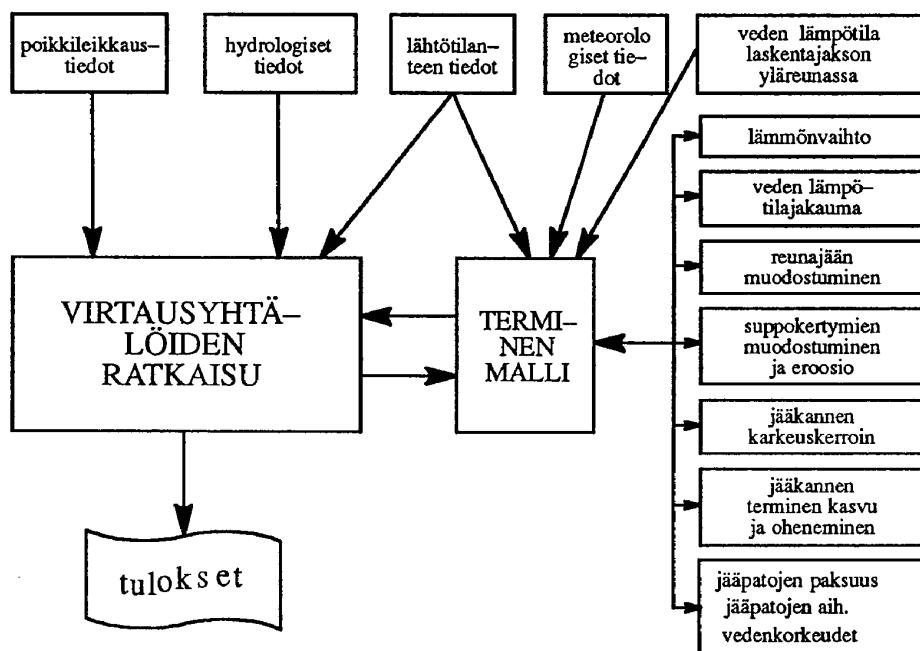 poikkileikkaus–
tiedot
hydrologiset
tiedot
lähtötilan–
teen tiedot
meteorolo
giset tie–
dot
veden lämpötila
laskentajakson
yläreunassa
lämmönvaihto
veden lämpö–
tilajakauma
reunajään
muodostuminen
suppokertymien
muodostuminen
ja eroosio
jääkannen
karkeuskerroin
jääkannen
terminen kasvu
ja oheneminen
jääpatojen paksuus
jääpatojen aih.
vedenkorkeudet
VIRTAUSYHTÄ–
LÖIDEN
RATKAISU
TERMI–
NEN
MALLI
tulokset